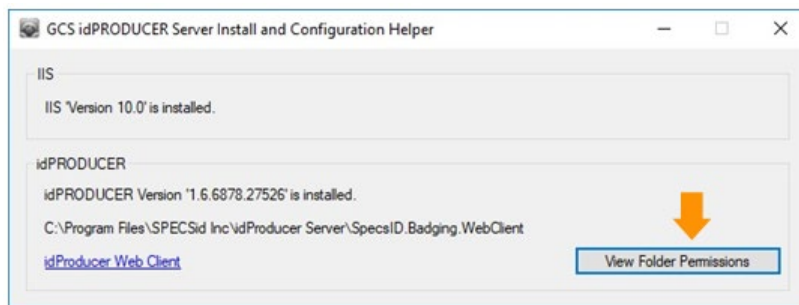 GCS idPRODUCER Server Install and Configuration Helper
IIS
IIS 'Version 10.0' is installed.
idPRODUCER
idPRODUCER Version '1.6.6878.27526' is installed.
C:\Program Files\SPECSid Inc\idProducer Server\SpecsID.Badging.WebClient
idProducer Web Client
View Folder Permissions